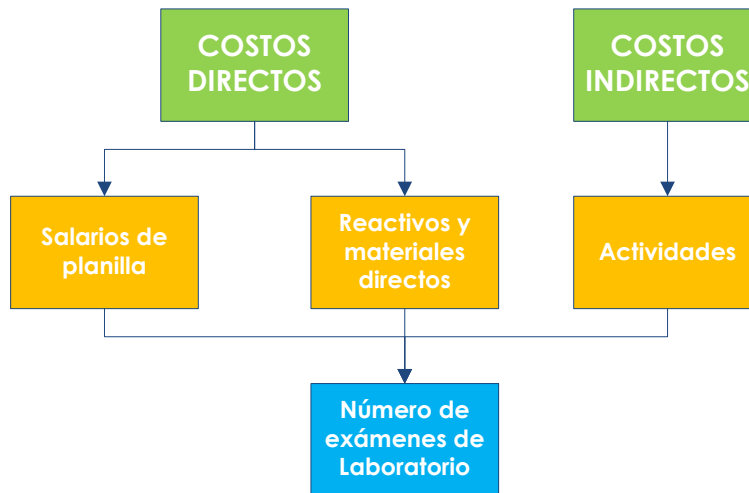 COSTOS
DIRECTOS
COSTOS
INDIRECTOS
Salarios de
planilla
Reactivos y
materiales
directos
Actividades
Número de
exámenes de
Laboratorio